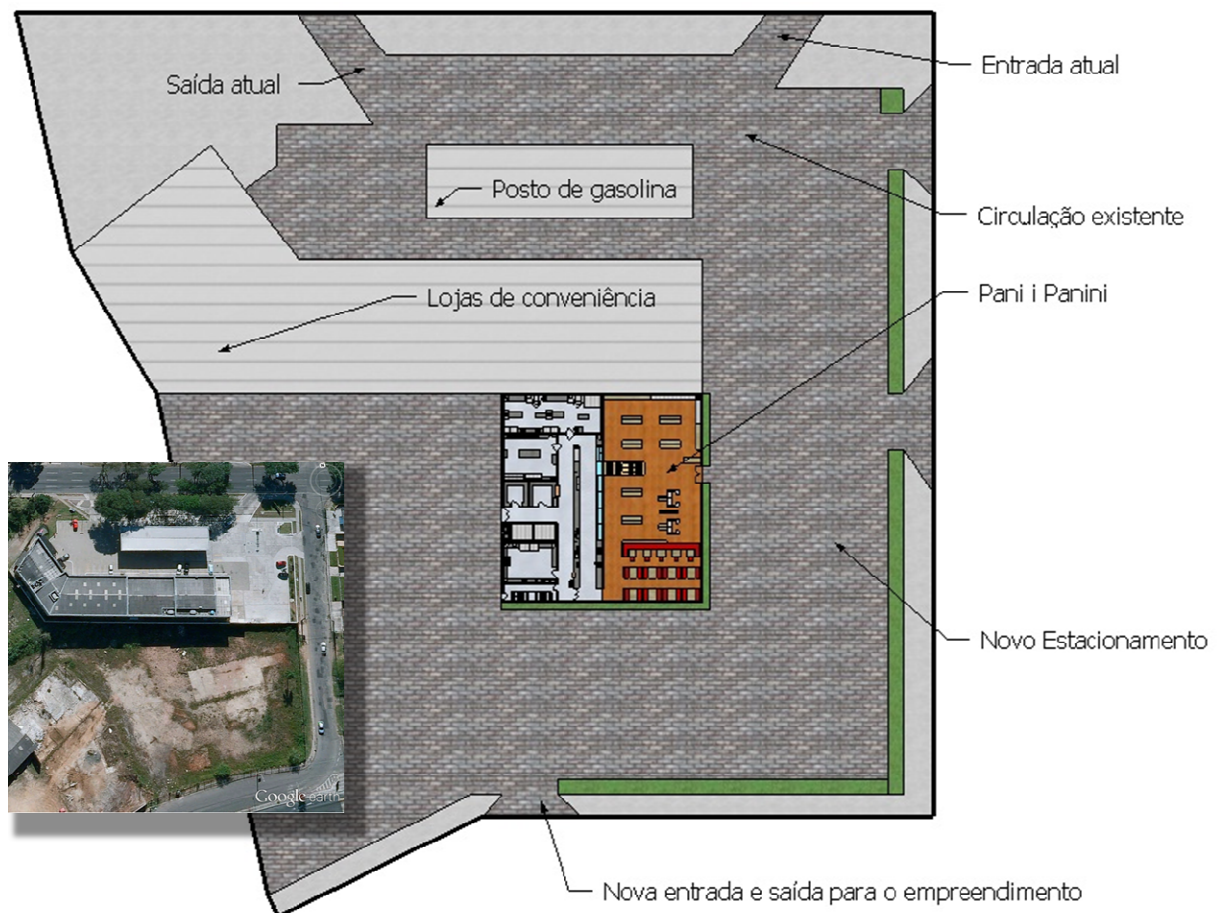 Entrada atual
Saída atual
Posto de gasolina
Circulação existente
Pani i Panini
Lojas de conveniência
Novo Estacionamento
Google earth
Nova entrada e saída para o empreendimento